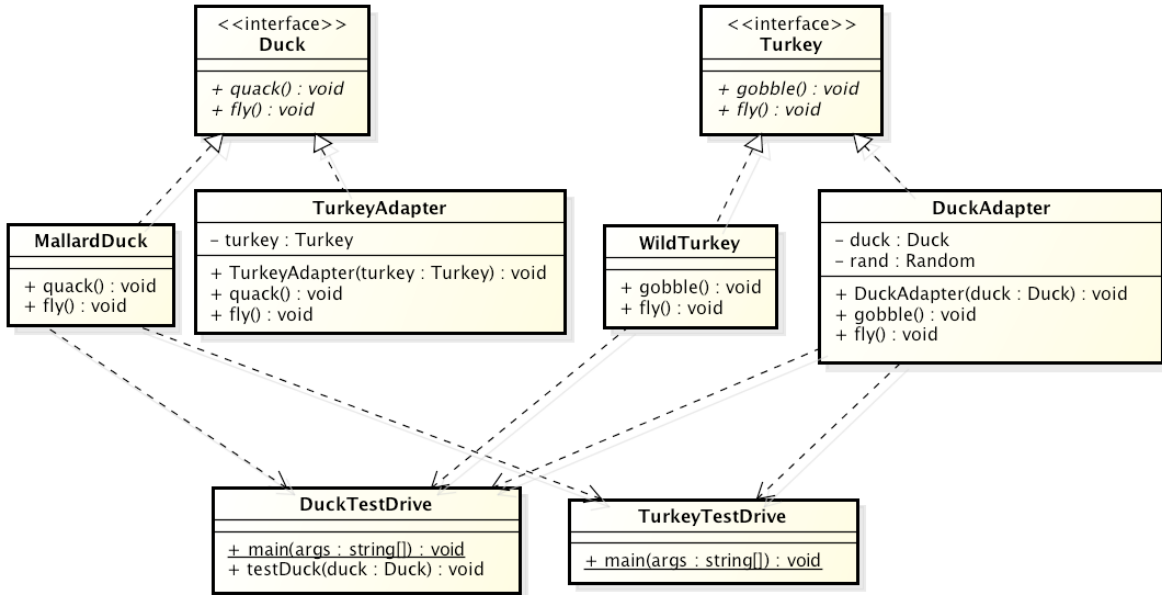 <<interface>>
Duck
+ quack() : void
+ fly() : void
<<interface>>
Turkey
+ gobble() : void
+ fly() : void
MallardDuck
+ quack() : void
+ fly() : void
TurkeyAdapter
- turkey : Turkey
+ TurkeyAdapter(turkey : Turkey) : void
+ quack() : void
+ fly() : void
WildTurkey
+ gobble() : void
+ fly() : void
DuckAdapter
- duck : Duck
- rand : Random
+ DuckAdapter(duck : Duck) : void
+ gobble() : void
+ fly() : void
DuckTestDrive
+ main(args : string[]) : void
+ testDuck(duck : Duck) : void
TurkeyTestDrive
+ main(args : string[]) : void